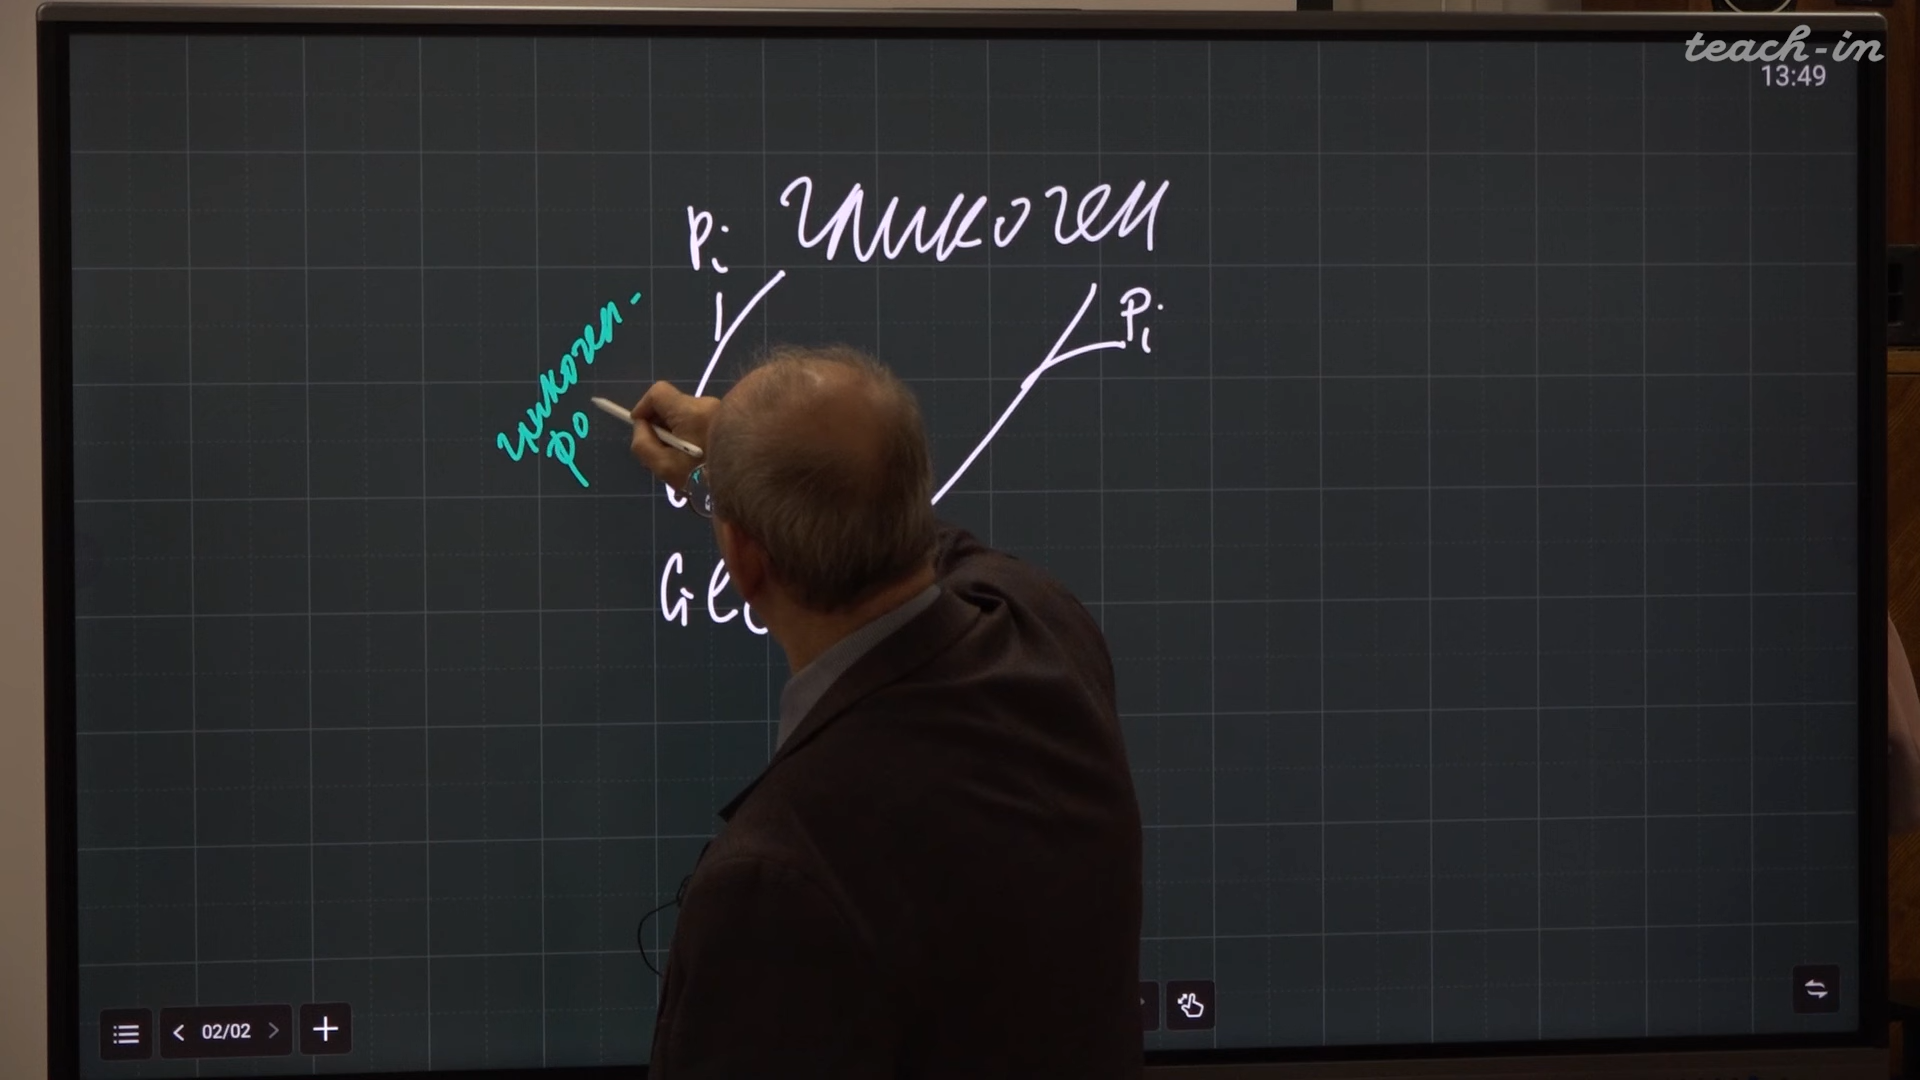 teach-in
13:49
Pi гликоген
Pi
гликоген-
фо
Glc
02/02